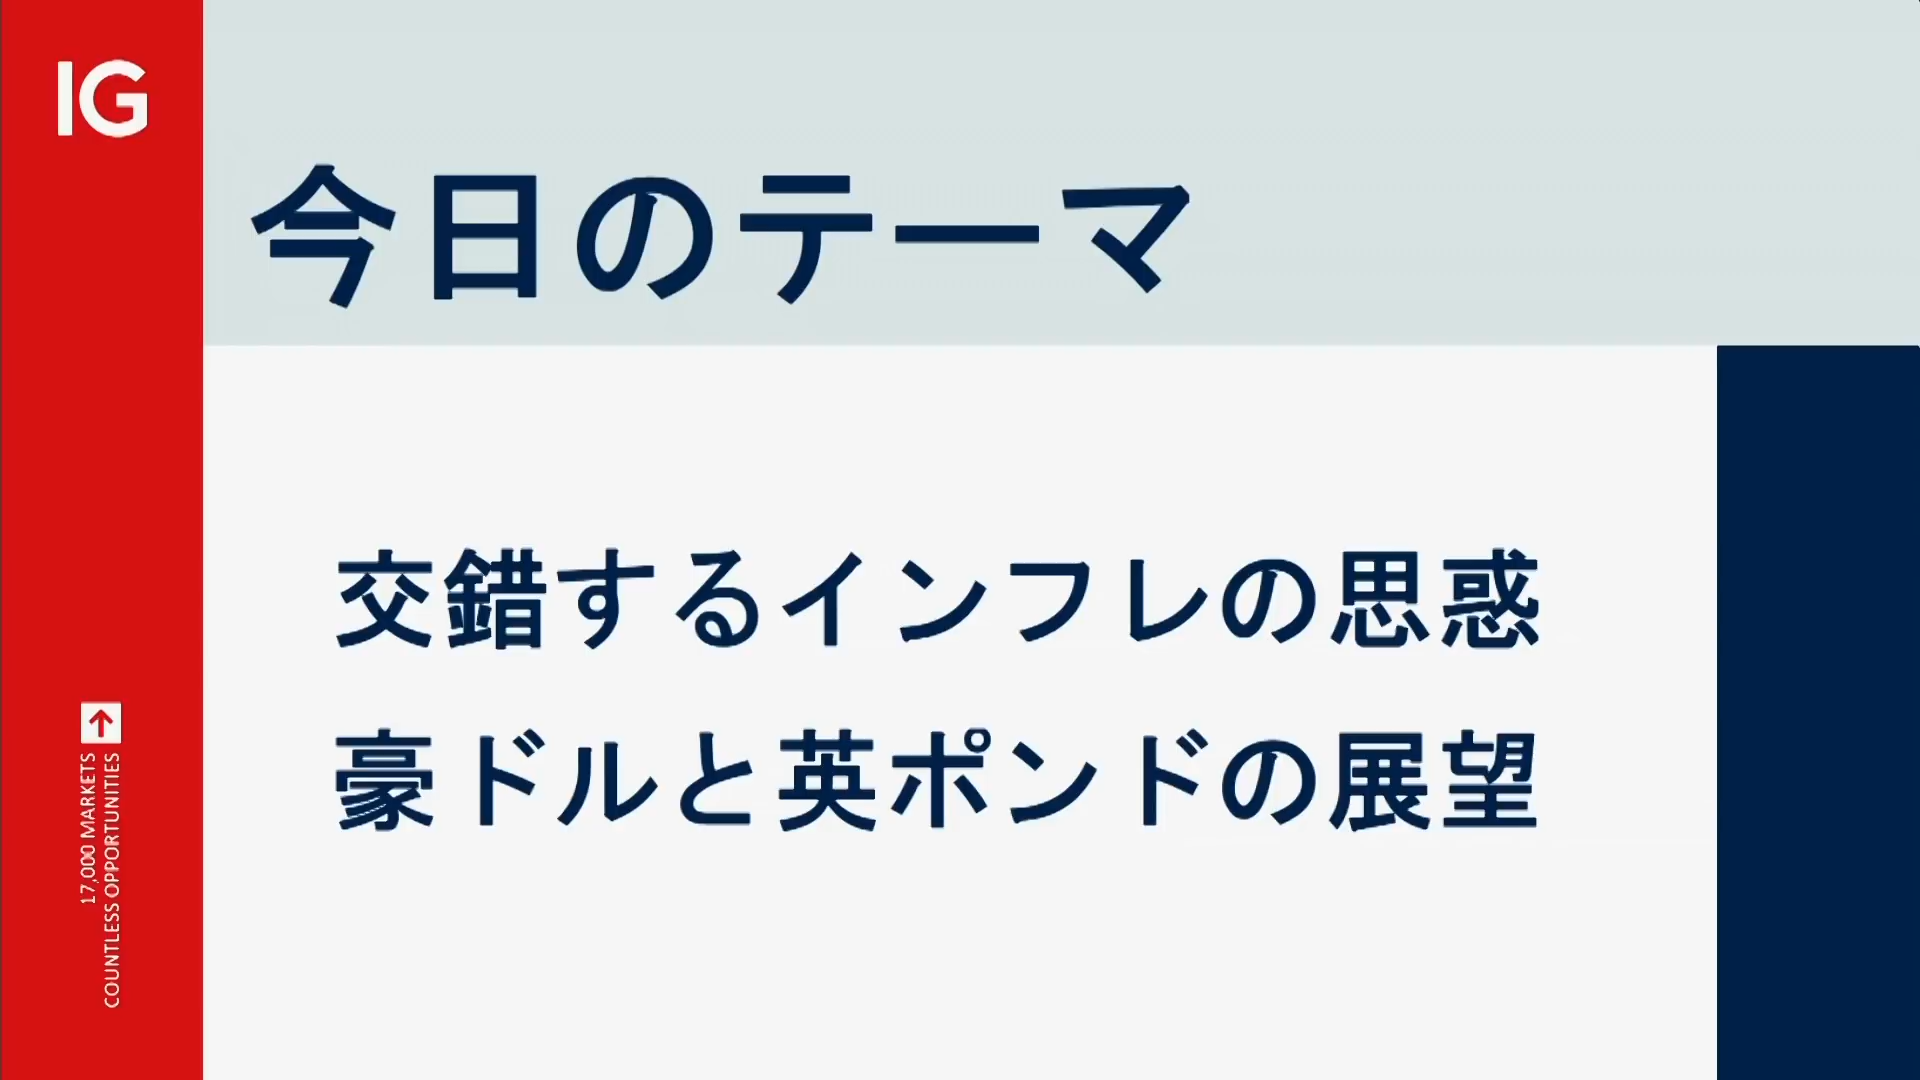 IG
今日のテーマ
交錯するインフレの思惑
豪ドルと英ポンドの展望
17,000 MARKETS
COUNTLESS OPPORTUNITIES